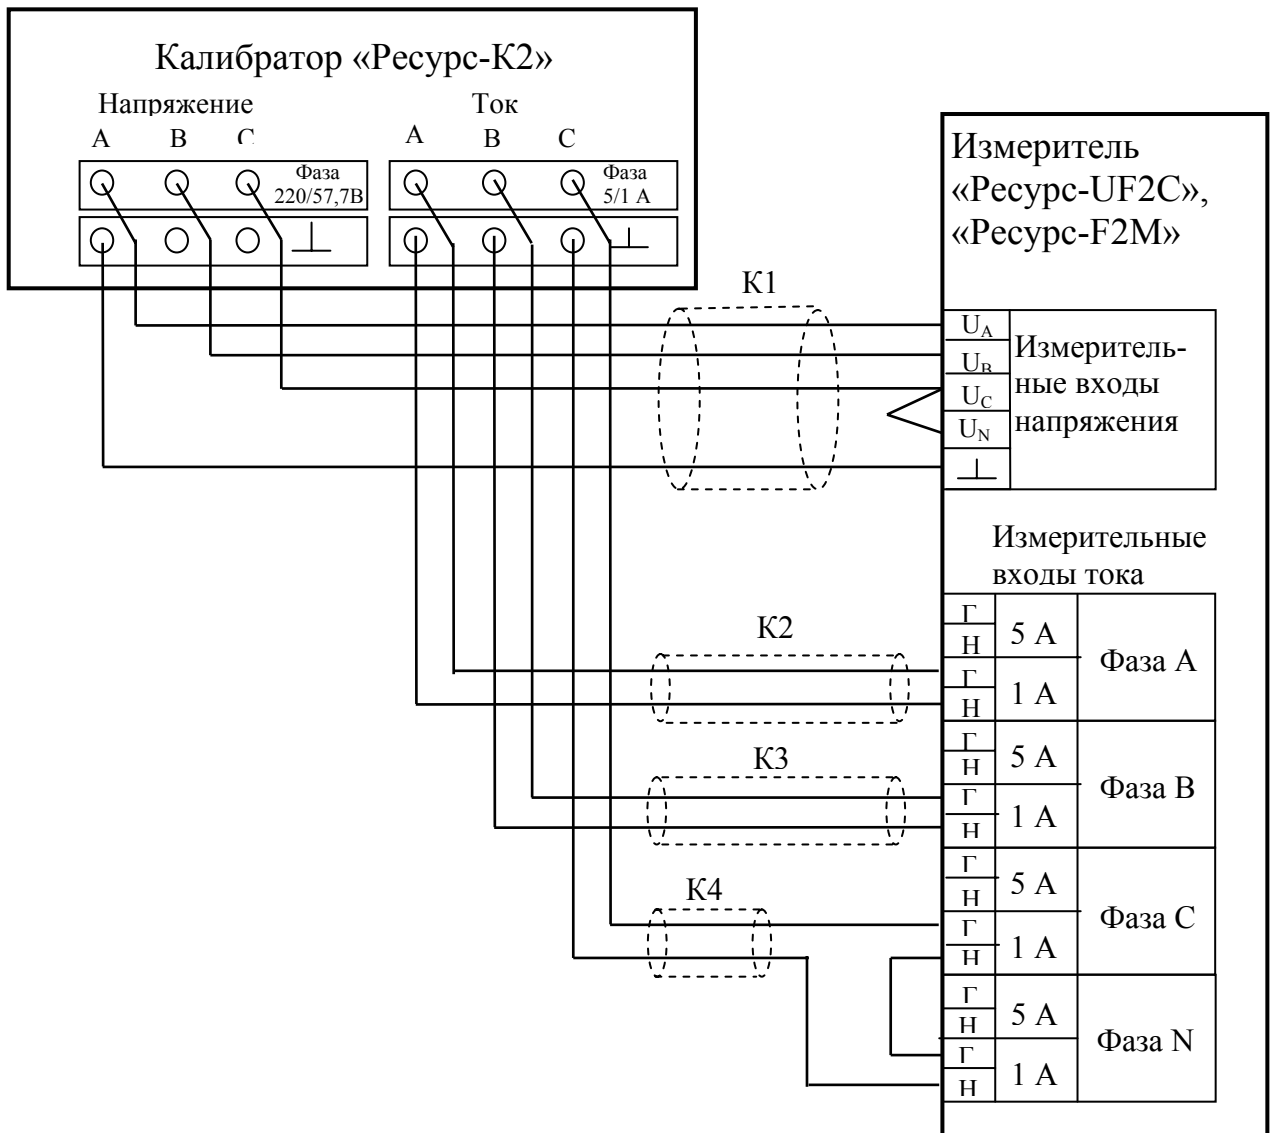 Калибратор «Ресурс-К2»
Напряжение
Ток
А В С
А В С
Фаза
220/57,7В
Фаза
5/1 А
Измеритель
«Ресурс-UF2C»,
«Ресурс-F2M»
К1
UA
UB
UC
UN
Измеритель-
ные входы
напряжения
Измерительные
входы тока
К2
Г
Н
5 А
Г
Н
1 А
Фаза А
К3
Г
Н
5 А
Г
Н
1 А
Фаза В
К4
Г
Н
5 А
Г
Н
1 А
Фаза С
Г
Н
5 А
Г
Н
1 А
Фаза N